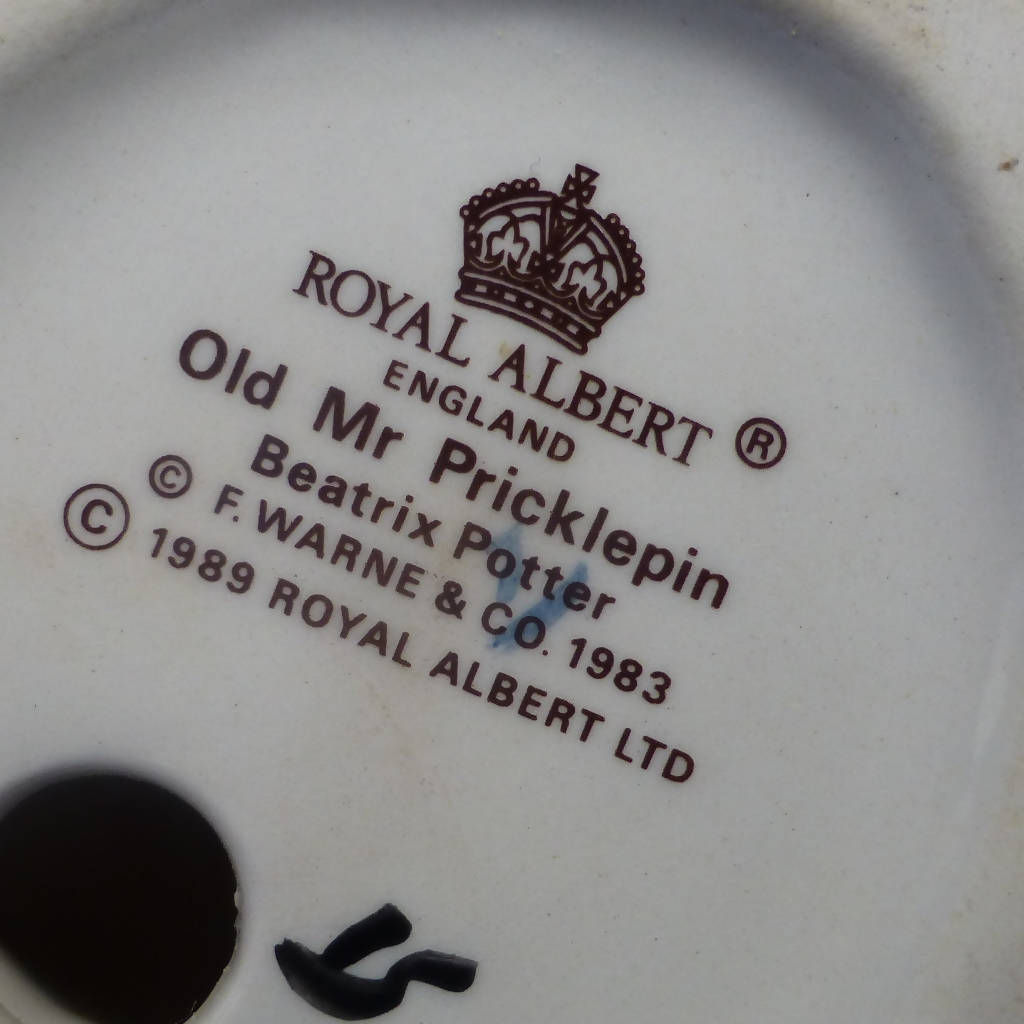 ROYAL ALBERT ®
ENGLAND
Old Mr Pricklepin
Beatrix Potter
© F. WARNE & CO. 1983
© 1989 ROYAL ALBERT LTD